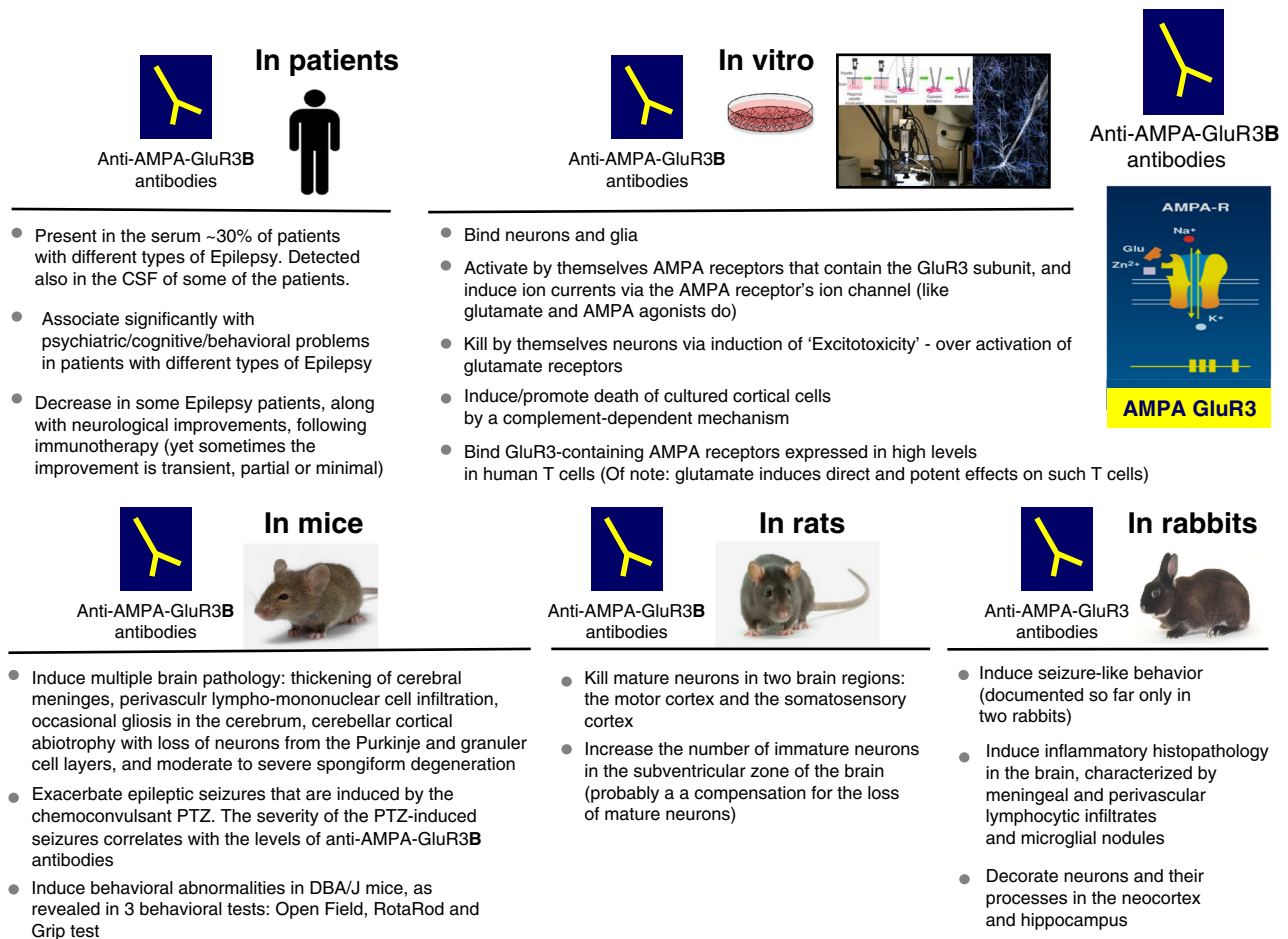 In patients
Anti-AMPA-GluR3B
antibodies
Present in the serum ~30% of patients
with different types of Epilepsy. Detected
also in the CSF of some of the patients.
Associate significantly with
psychiatric/cognitive/behavioral problems
in patients with different types of Epilepsy
Decrease in some Epilepsy patients, along
with neurological improvements, following
immunotherapy (yet sometimes the
improvement is transient, partial or minimal)
In vitro
Anti-AMPA-GluR3B
antibodies
Bind neurons and glia
Activate by themselves AMPA receptors that contain the GluR3 subunit, and
induce ion currents via the AMPA receptor's ion channel (like
glutamate and AMPA agonists do)
Kill by themselves neurons via induction of 'Excitotoxicity' - over activation of
glutamate receptors
Induce/promote death of cultured cortical cells
by a complement-dependent mechanism
Bind GluR3-containing AMPA receptors expressed in high levels
in human T cells (Of note: glutamate induces direct and potent effects on such T cells)
Anti-AMPA-GluR3B
antibodies
AMPA-R
Na+
Glu
Zn2+
K+
AMPA GluR3
In mice
Anti-AMPA-GluR3B
antibodies
Induce multiple brain pathology: thickening of cerebral
meninges, perivasculr lympho-mononuclear cell infiltration,
occasional gliosis in the cerebrum, cerebellar cortical
abiotrophy with loss of neurons from the Purkinje and granuler
cell layers, and moderate to severe spongiform degeneration
Exacerbate epileptic seizures that are induced by the
chemoconvulsant PTZ. The severity of the PTZ-induced
seizures correlates with the levels of anti-AMPA-GluR3B
antibodies
Induce behavioral abnormalities in DBA/J mice, as
revealed in 3 behavioral tests: Open Field, RotaRod and
Grip test
In rats
Anti-AMPA-GluR3B
antibodies
Kill mature neurons in two brain regions:
the motor cortex and the somatosensory
cortex
Increase the number of immature neurons
in the subventricular zone of the brain
(probably a a compensation for the loss
of mature neurons)
In rabbits
Anti-AMPA-GluR3
antibodies
Induce seizure-like behavior
(documented so far only in
two rabbits)
Induce inflammatory histopathology
in the brain, characterized by
meningeal and perivascular
lymphocytic infiltrates
and microglial nodules
Decorate neurons and their
processes in the neocortex
and hippocampus